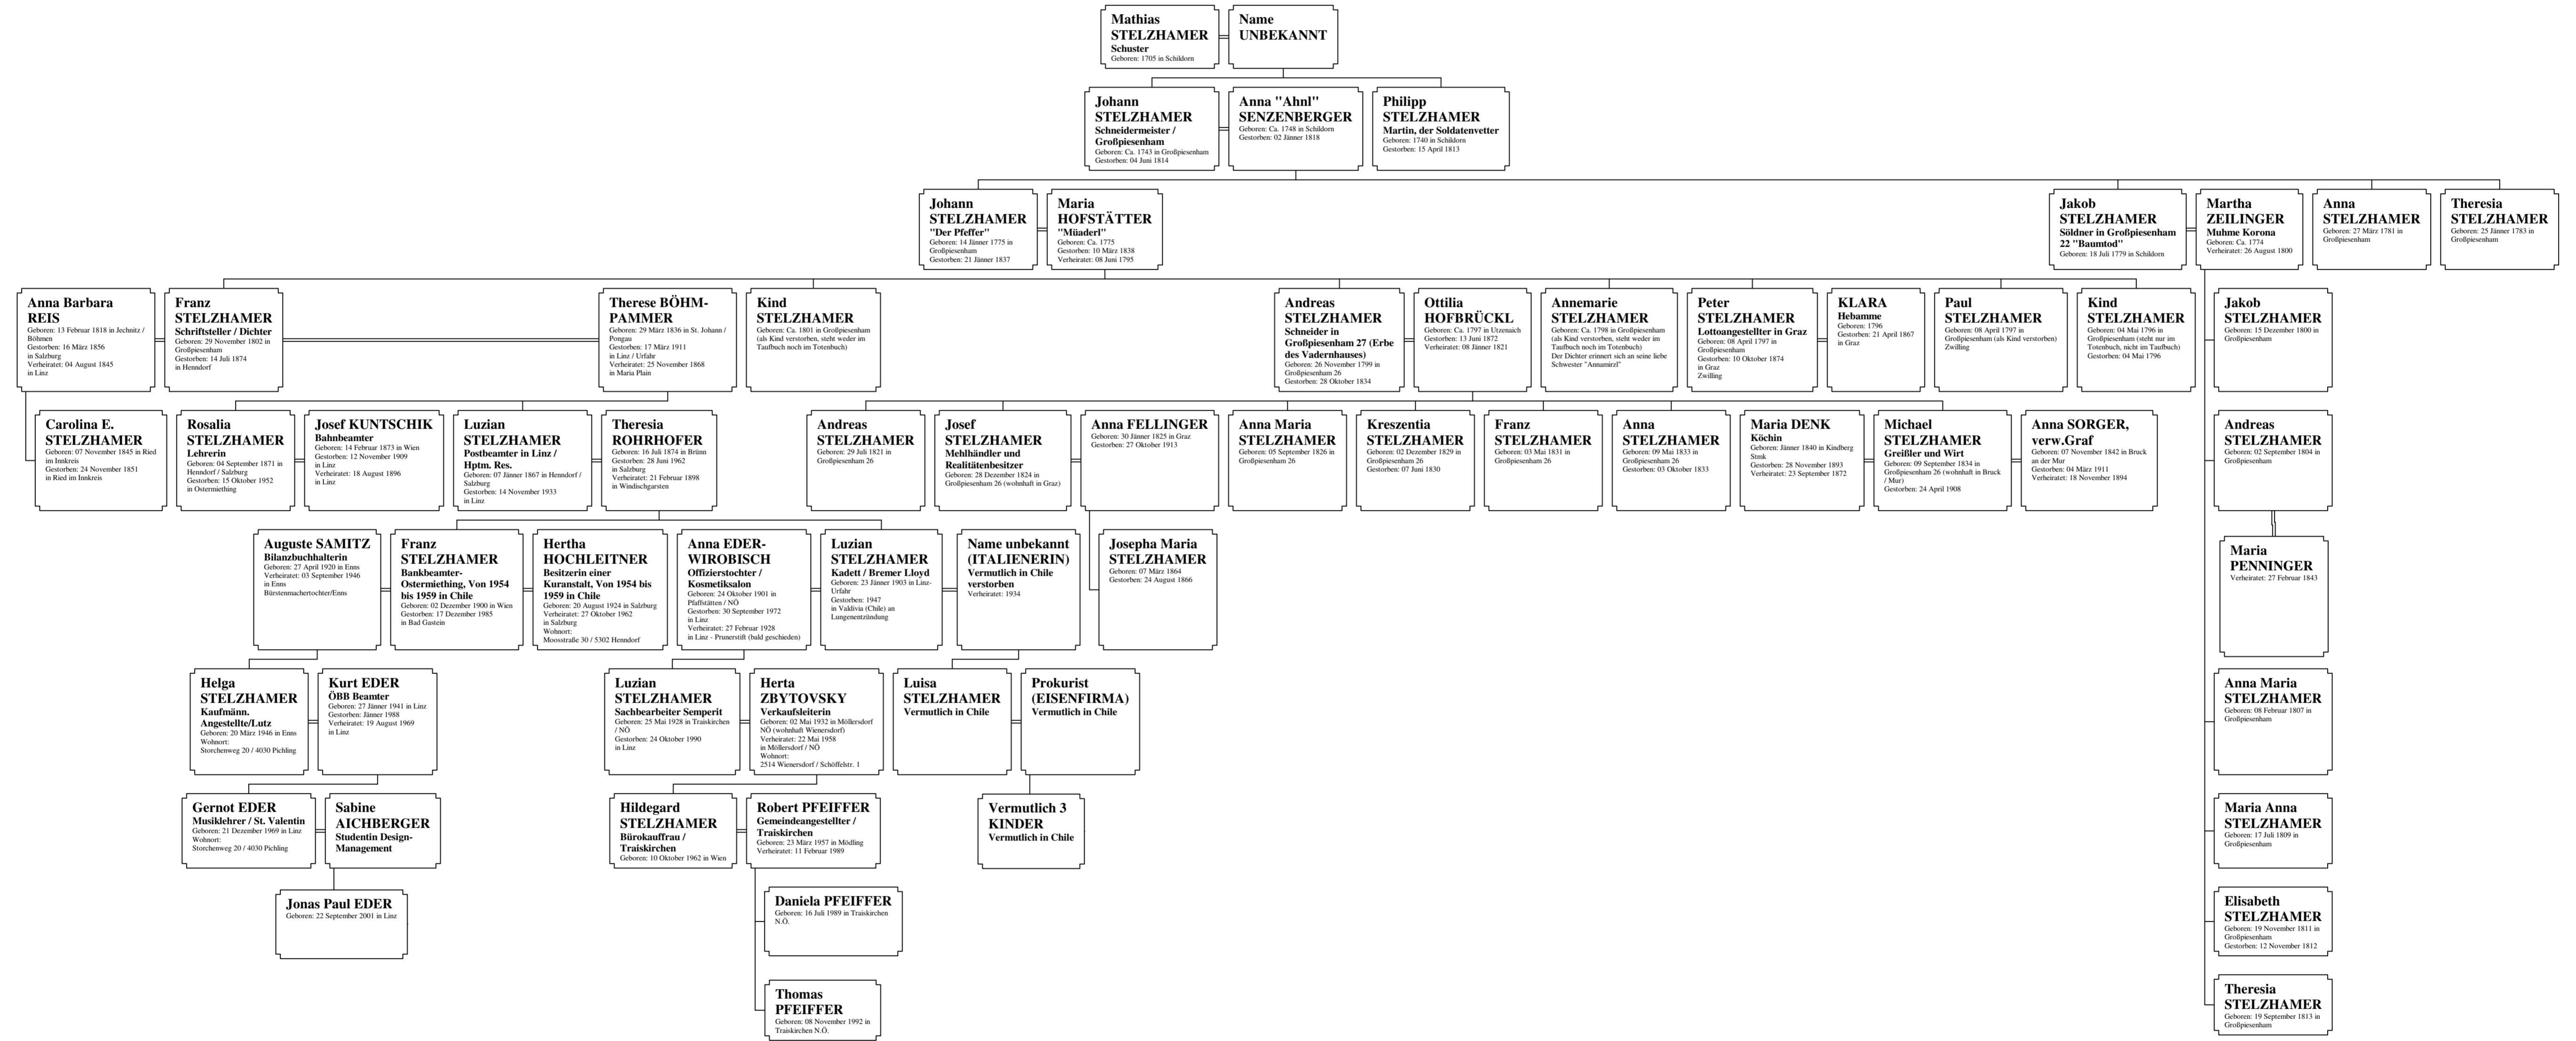 Mathias
STELZHAMER
Schuster
Geboren: 1705 in Schildorn
Name
UNBEKANNT
Johann
STELZHAMER
Schneidermeister /
Großpiesenham
Geboren: Ca. 1743 in Großpiesenham
Gestorben: 04 Juni 1814
Anna "Ahnl"
SENZENBERGER
Geboren: Ca. 1748 in Schildorn
Gestorben: 02 Jänner 1818
Philipp
STELZHAMER
Martin, der Soldatenvetter
Geboren: 1740 in Schildorn
Gestorben: 15 April 1813
Johann
STELZHAMER
"Der Pfeffer"
Geboren: 14 Jänner 1775 in
Großpiesenham
Gestorben: 21 Jänner 1837
Maria
HOFSTÄTTER
"Müaderl"
Geboren: Ca. 1775
Gestorben: 10 März 1838
Verheiratet: 08 Juni 1795
Jakob
STELZHAMER
Söldner in Großpiesenham
22 "Baumtod"
Geboren: 18 Juli 1779 in Schildorn
Martha
ZEILINGER
Muhme Korona
Geboren: Ca. 1774
Verheiratet: 26 August 1800
Anna
STELZHAMER
Geboren: 27 März 1781 in
Großpiesenham
Theresia
STELZHAMER
Geboren: 25 Jänner 1783 in
Großpiesenham
Anna Barbara
REIS
Geboren: 13 Februar 1818 in Jechnitz /
Böhmen
Gestorben: 16 März 1856
in Salzburg
Verheiratet: 04 August 1845
in Linz
Franz
STELZHAMER
Schriftsteller / Dichter
Geboren: 29 November 1802 in
Großpiesenham
Gestorben: 14 Juli 1874
in Henndorf
Therese BÖHM-
PAMMER
Geboren: 29 März 1836 in St. Johann /
Pongau
Gestorben: 17 März 1911
in Linz / Urfahr
Verheiratet: 25 November 1868
in Maria Plain
Kind
STELZHAMER
Geboren: Ca. 1801 in Großpiesenham
(als Kind verstorben, steht weder im
Taufbuch noch im Totenbuch)
Andreas
STELZHAMER
Schneider in
Großpiesenham 27 (Erbe
des Vadernhauses)
Geboren: 26 November 1799 in
Großpiesenham 26
Gestorben: 28 Oktober 1834
Ottilia
HOFBRÜCKL
Geboren: Ca. 1797 in Utzenaich
Gestorben: 13 Juni 1872
Verheiratet: 08 Jänner 1821
Annemarie
STELZHAMER
Geboren: Ca. 1798 in Großpiesenham
(als Kind verstorben, steht weder im
Taufbuch noch im Totenbuch)
Der Dichter erinnert sich an seine liebe
Schwester "Annamirzl"
Peter
STELZHAMER
Lottoangestellter in Graz
Geboren: 08 April 1797 in
Großpiesenham
Gestorben: 10 Oktober 1874
in Graz
Zwilling
KLARA
Hebamme
Geboren: 1796
Gestorben: 21 April 1867
in Graz
Paul
STELZHAMER
Geboren: 08 April 1797 in
Großpiesenham (als Kind verstorben)
Zwilling
Kind
STELZHAMER
Geboren: 04 Mai 1796 in
Großpiesenham (steht nur im
Totenbuch, nicht im Taufbuch)
Gestorben: 04 Mai 1796
Jakob
STELZHAMER
Geboren: 15 Dezember 1800 in
Großpiesenham
Carolina E.
STELZHAMER
Geboren: 07 November 1845 in Ried
im Innkreis
Gestorben: 24 November 1851
in Ried im Innkreis
Rosalia
STELZHAMER
Lehrerin
Geboren: 04 September 1871 in
Henndorf / Salzburg
Gestorben: 15 Oktober 1952
in Ostermiething
Josef KUNTSCHIK
Bahnbeamter
Geboren: 14 Februar 1873 in Wien
Gestorben: 12 November 1909
in Linz
Verheiratet: 18 August 1896
in Linz
Luzian
STELZHAMER
Postbeamter in Linz /
Hptm. Res.
Geboren: 07 Jänner 1867 in Henndorf /
Salzburg
Gestorben: 14 November 1933
in Linz
Theresia
ROHRHOFER
Geboren: 16 Juli 1874 in Brünn
Gestorben: 28 Juni 1962
in Salzburg
Verheiratet: 21 Februar 1898
in Windischgarsten
Andreas
STELZHAMER
Geboren: 29 Juli 1821 in
Großpiesenham 26
Josef
STELZHAMER
Mehlhändler und
Realitätenbesitzer
Geboren: 28 Dezember 1824 in
Großpiesenham 26 (wohnhaft in Graz)
Anna FELLINGER
Geboren: 30 Jänner 1825 in Graz
Gestorben: 27 Oktober 1913
Anna Maria
STELZHAMER
Geboren: 05 September 1826 in
Großpiesenham 26
Kreszentia
STELZHAMER
Geboren: 02 Dezember 1829 in
Großpiesenham 26
Gestorben: 07 Juni 1830
Franz
STELZHAMER
Geboren: 03 Mai 1831 in
Großpiesenham 26
Anna
STELZHAMER
Geboren: 09 Mai 1833 in
Großpiesenham 26
Gestorben: 03 Oktober 1833
Maria DENK
Köchin
Geboren: Jänner 1840 in Kindberg
Stmk
Gestorben: 28 November 1893
Verheiratet: 23 September 1872
Michael
STELZHAMER
Greißler und Wirt
Geboren: 09 September 1834 in
Großpiesenham 26 (wohnhaft in Bruck
/ Mur)
Gestorben: 24 April 1908
Anna SORGER,
verw.Graf
Geboren: 07 November 1842 in Bruck
an der Mur
Gestorben: 04 März 1911
Verheiratet: 18 November 1894
Andreas
STELZHAMER
Geboren: 02 September 1804 in
Großpiesenham
Auguste SAMITZ
Bilanzbuchhalterin
Geboren: 27 April 1920 in Enns
Verheiratet: 03 September 1946
in Enns
Bürstenmachertochter/Enns
Franz
STELZHAMER
Bankbeamter-
Ostermiething, Von 1954
bis 1959 in Chile
Geboren: 02 Dezember 1900 in Wien
Gestorben: 17 Dezember 1985
in Bad Gastein
Hertha
HOCHLEITNER
Besitzerin einer
Kuranstalt, Von 1954 bis
1959 in Chile
Geboren: 20 August 1924 in Salzburg
Verheiratet: 27 Oktober 1962
in Salzburg
Wohnort:
Moosstraße 30 / 5302 Henndorf
Anna EDER-
WIROBISCH
Offizierstochter /
Kosmetiksalon
Geboren: 24 Oktober 1901 in
Pfaffstätten / NÖ
Gestorben: 30 September 1972
in Linz
Verheiratet: 27 Februar 1928
in Linz - Prunerstift (bald geschieden)
Luzian
STELZHAMER
Kadett / Bremer Lloyd
Geboren: 23 Jänner 1903 in Linz-
Urfahr
Gestorben: 1947
in Valdivia (Chile) an
Lungenentzündung
Name unbekannt
(ITALIENERIN)
Vermutlich in Chile
verstorben
Verheiratet: 1934
Josepha Maria
STELZHAMER
Geboren: 07 März 1864
Gestorben: 24 August 1866
Maria
PENNINGER
Verheiratet: 27 Februar 1843
Helga
STELZHAMER
Kaufmänn.
Angestellte/Lutz
Geboren: 20 März 1946 in Enns
Wohnort:
Storchenweg 20 / 4030 Pichling
Kurt EDER
ÖBB Beamter
Geboren: 27 Jänner 1941 in Linz
Gestorben: Jänner 1988
Verheiratet: 19 August 1969
in Linz
Luzian
STELZHAMER
Sachbearbeiter Semperit
Geboren: 25 Mai 1928 in Traiskirchen
/ NÖ
Gestorben: 24 Oktober 1990
in Linz
Herta
ZBYTOVSKY
Verkaufsleiterin
Geboren: 02 Mai 1932 in Möllersdorf
NÖ (wohnhaft Wienersdorf)
Verheiratet: 22 Mai 1958
in Möllersdorf / NÖ
Wohnort:
2514 Wienersdorf / Schöffelstr. 1
Luisa
STELZHAMER
Vermutlich in Chile
Prokurist
(EISENFIRMA)
Vermutlich in Chile
Anna Maria
STELZHAMER
Geboren: 08 Februar 1807 in
Großpiesenham
Gernot EDER
Musiklehrer / St. Valentin
Geboren: 21 Dezember 1969 in Linz
Wohnort:
Storchenweg 20 / 4030 Pichling
Sabine
AICHBERGER
Studentin Design-
Management
Hildegard
STELZHAMER
Bürokauffrau /
Traiskirchen
Geboren: 10 Oktober 1962 in Wien
Robert PFEIFFER
Gemeindeangestellter /
Traiskirchen
Geboren: 23 März 1957 in Mödling
Verheiratet: 11 Februar 1989
Vermutlich 3
KINDER
Vermutlich in Chile
Maria Anna
STELZHAMER
Geboren: 17 Juli 1809 in
Großpiesenham
Jonas Paul EDER
Geboren: 22 September 2001 in Linz
Daniela PFEIFFER
Geboren: 16 Juli 1989 in Traiskirchen
N.Ö.
Elisabeth
STELZHAMER
Geboren: 19 November 1811 in
Großpiesenham
Gestorben: 12 November 1812
Thomas
PFEIFFER
Geboren: 08 November 1992 in
Traiskirchen N.Ö.
Theresia
STELZHAMER
Geboren: 19 September 1813 in
Großpiesenham